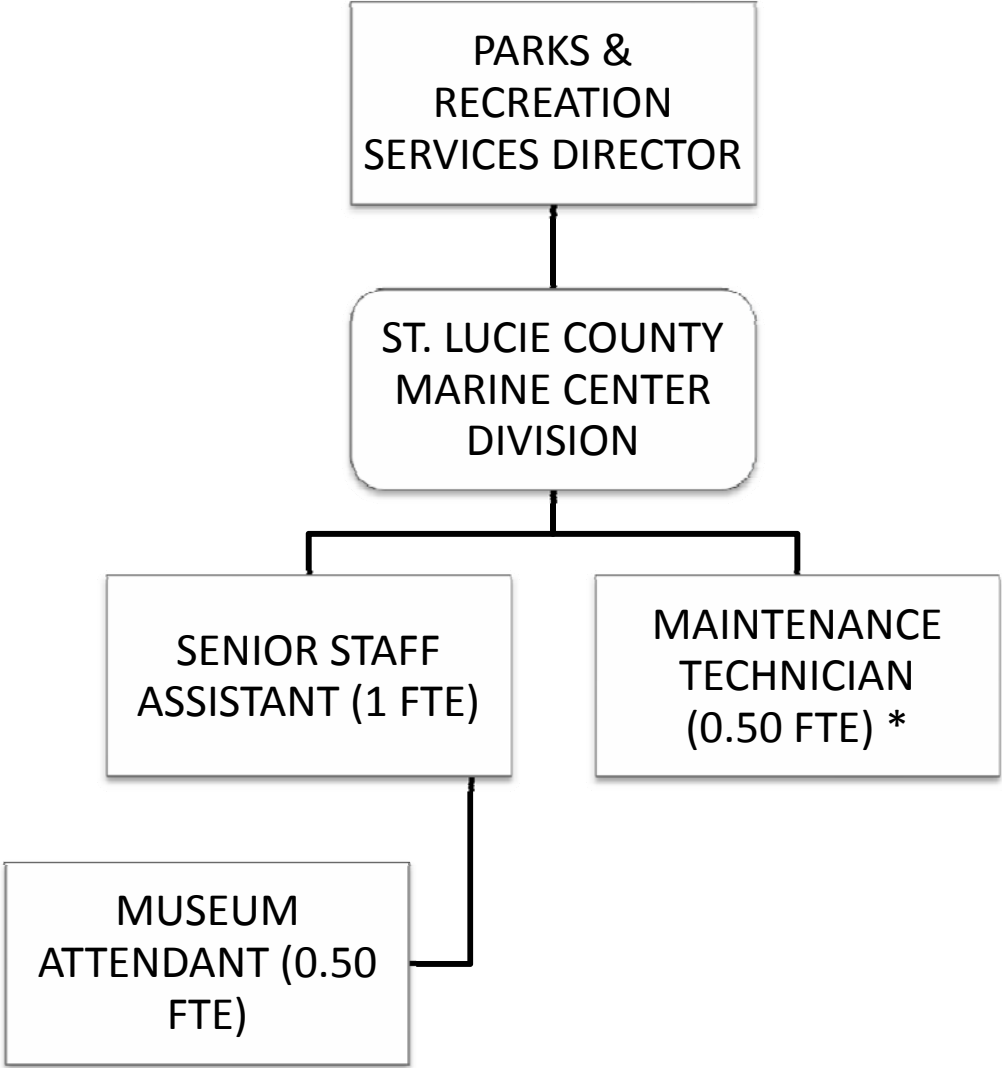 PARKS &
RECREATION
SERVICES DIRECTOR
ST. LUCIE COUNTY
MARINE CENTER
DIVISION
SENIOR STAFF
ASSISTANT (1 FTE)
MAINTENANCE
TECHNICIAN
(0.50 FTE) *
MUSEUM
ATTENDANT (0.50
FTE)